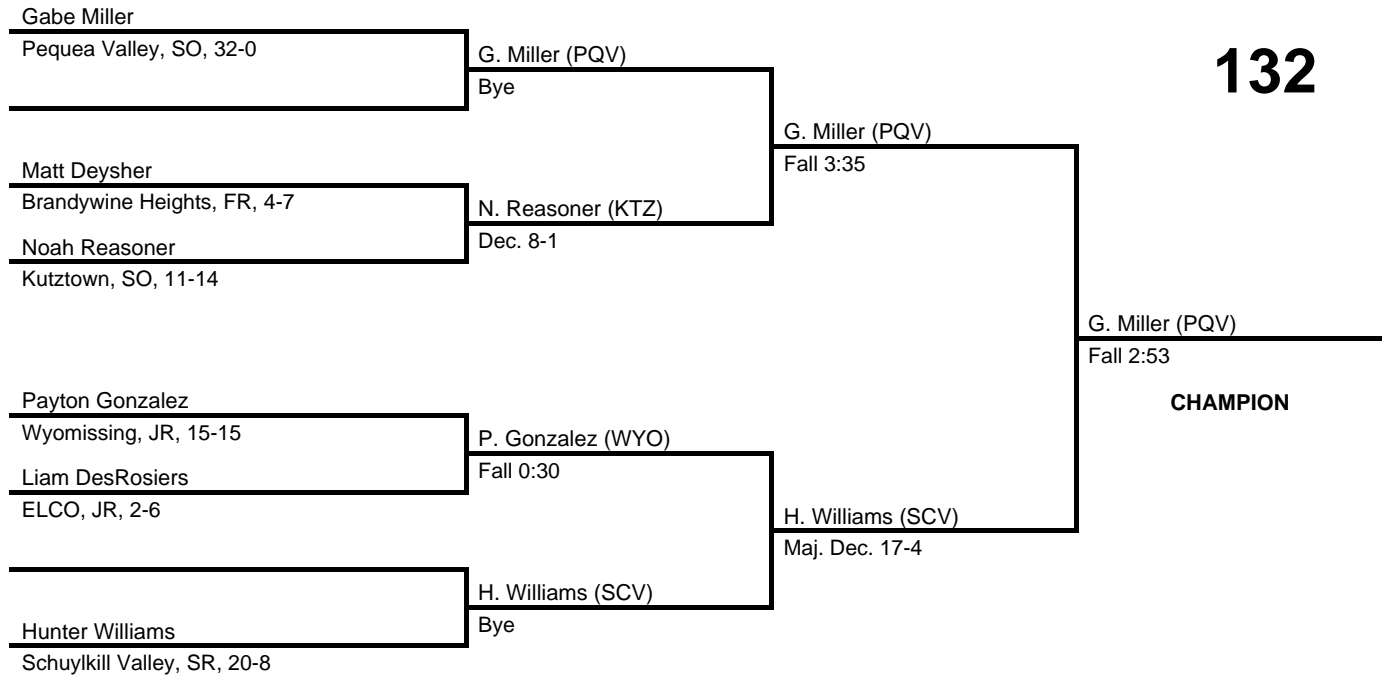 Gabe Miller
Pequea Valley, SO, 32-0
G. Miller (PQV)
Bye
132
G. Miller (PQV)
Fall 3:35
Matt Deysher
Brandywine Heights, FR, 4-7
N. Reasoner (KTZ)
Dec. 8-1
Noah Reasoner
Kutztown, SO, 11-14
G. Miller (PQV)
Fall 2:53
CHAMPION
Payton Gonzalez
Wyomissing, JR, 15-15
P. Gonzalez (WYO)
Fall 0:30
Liam DesRosiers
ELCO, JR, 2-6
H. Williams (SCV)
Maj. Dec. 17-4
H. Williams (SCV)
Bye
Hunter Williams
Schuylkill Valley, SR, 20-8